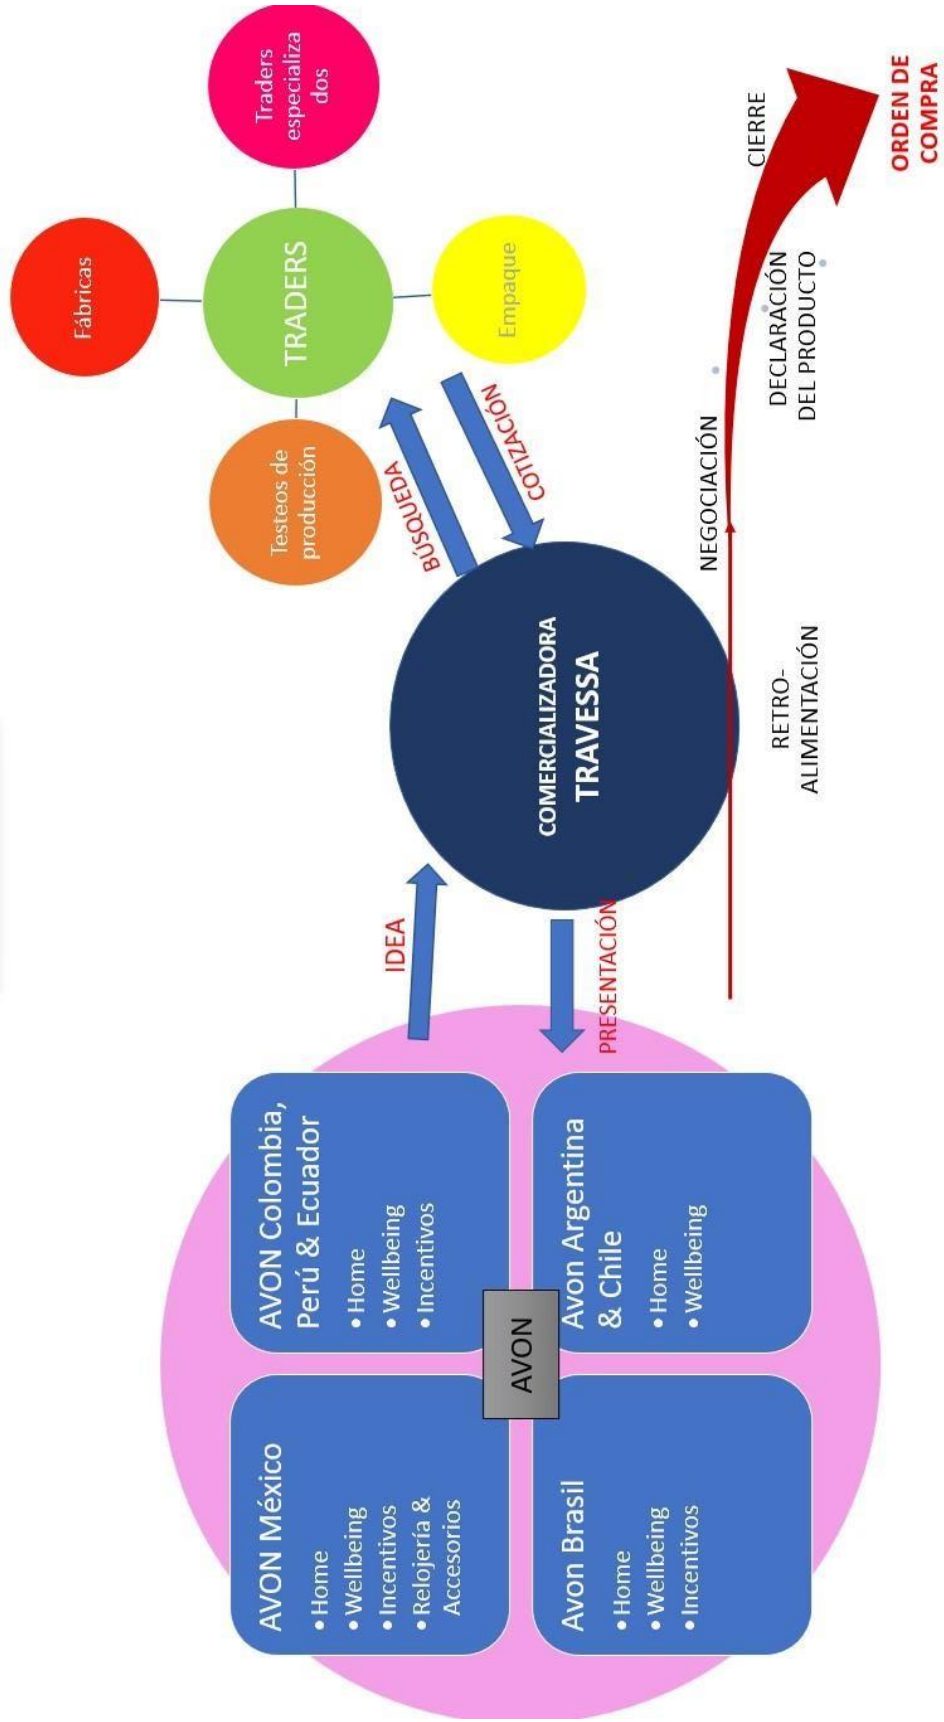 AVON México
• Home
• Wellbeing
• Incentivos
• Relojería &
Accesorios
AVON Colombia,
Perú & Ecuador
• Home
• Wellbeing
• Incentivos
AVON
Avon Brasil
• Home
• Wellbeing
• Incentivos
Avon Argentina
& Chile
• Home
• Wellbeing
IDEA
PRESENTACIÓN
COMERCIALIZADORA
TRAVESSA
BÚSQUEDA
COTIZACIÓN
Fábricas
Testeos de
producción
TRADERS
Traders
especializa
dos
Empaque
RETRO-
ALIMENTACIÓN
NEGOCIACIÓN
DECLARACIÓN
DEL PRODUCTO
CIERRE
ORDEN DE
COMPRA